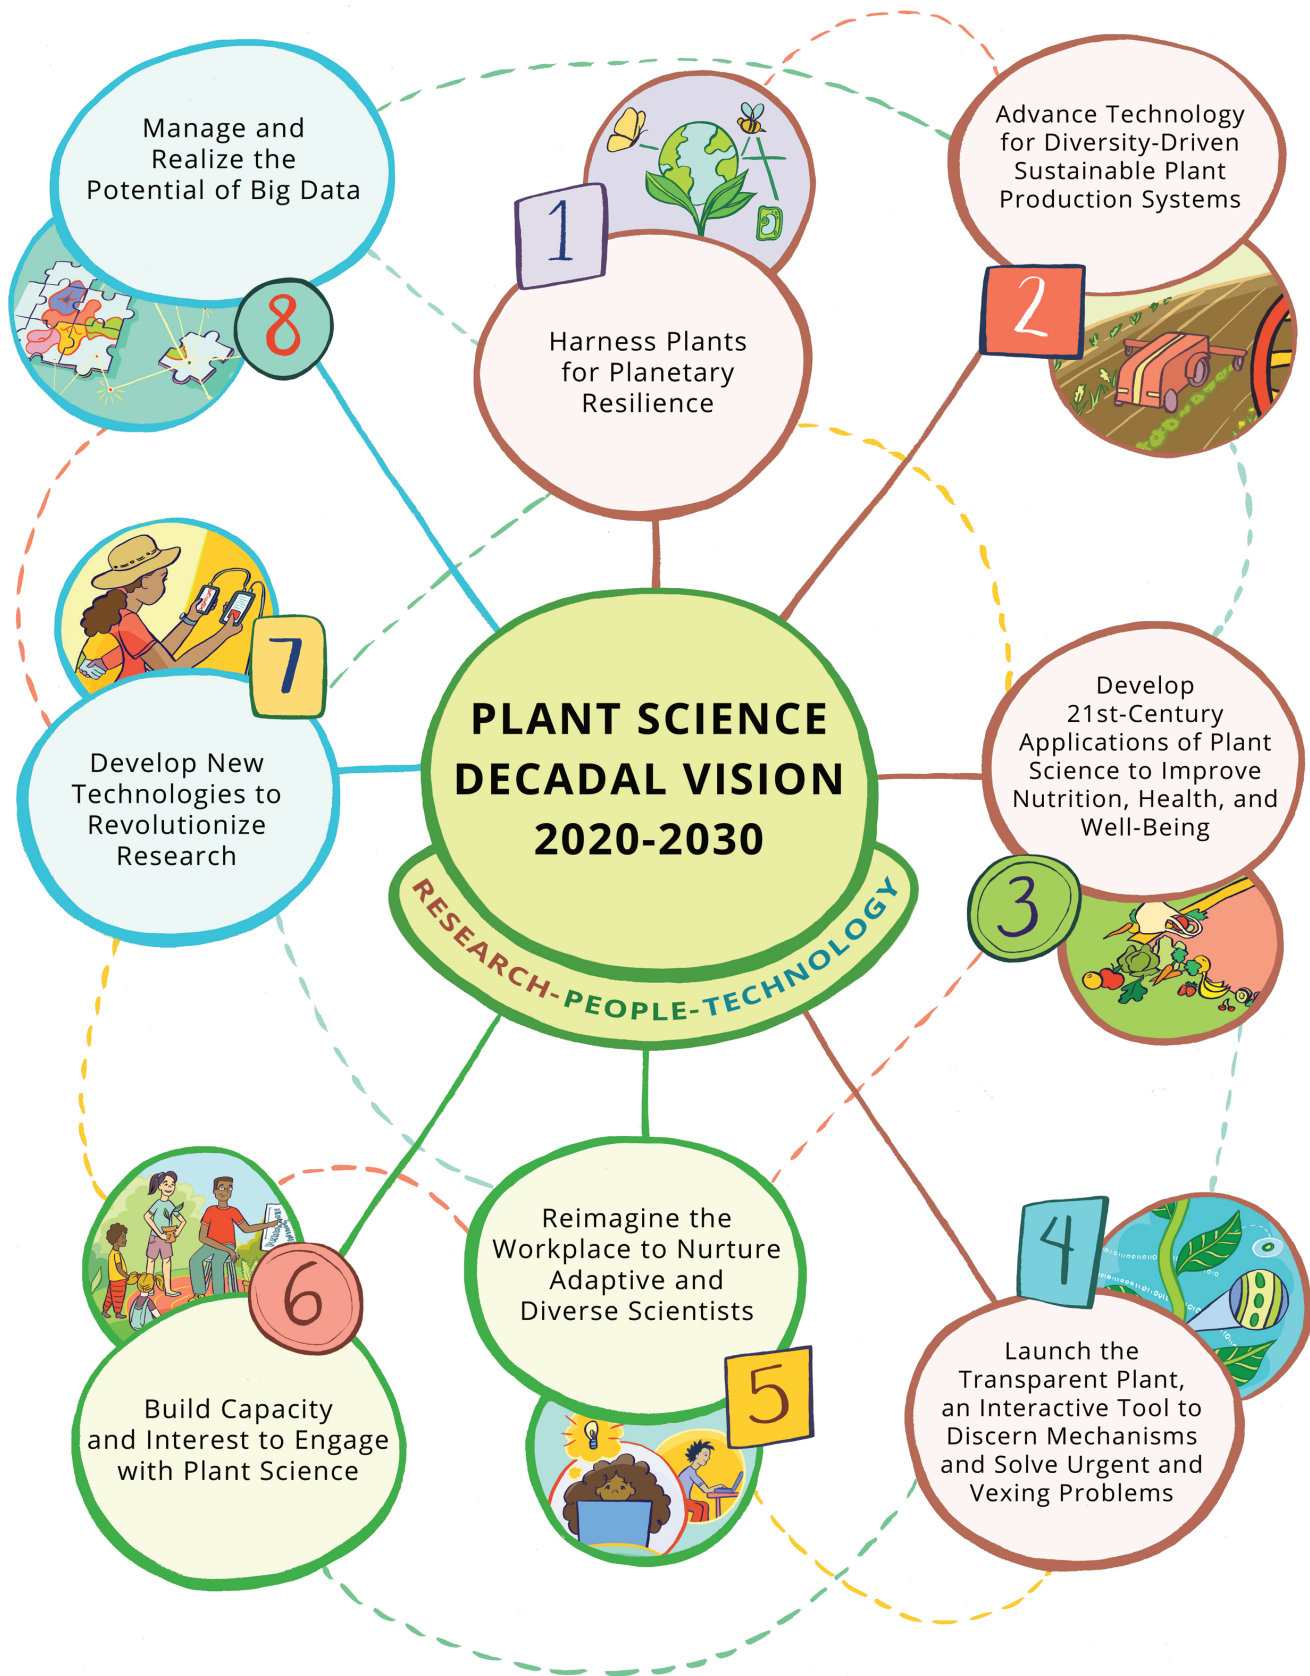 PLANT SCIENCE
DECADAL VISION
2020-2030
RESEARCH-PEOPLE-TECHNOLOGY
1
Harness Plants
for Planetary
Resilience
2
Advance Technology
for Diversity-Driven
Sustainable Plant
Production Systems
3
Develop
21st-Century
Applications of Plant
Science to Improve
Nutrition, Health, and
Well-Being
4
Launch the
Transparent Plant,
an Interactive Tool to
Discern Mechanisms
and Solve Urgent and
Vexing Problems
5
Reimagine the
Workplace to Nurture
Adaptive and
Diverse Scientists
6
Build Capacity
and Interest to Engage
with Plant Science
7
Develop New
Technologies to
Revolutionize
Research
8
Manage and
Realize the
Potential of Big Data